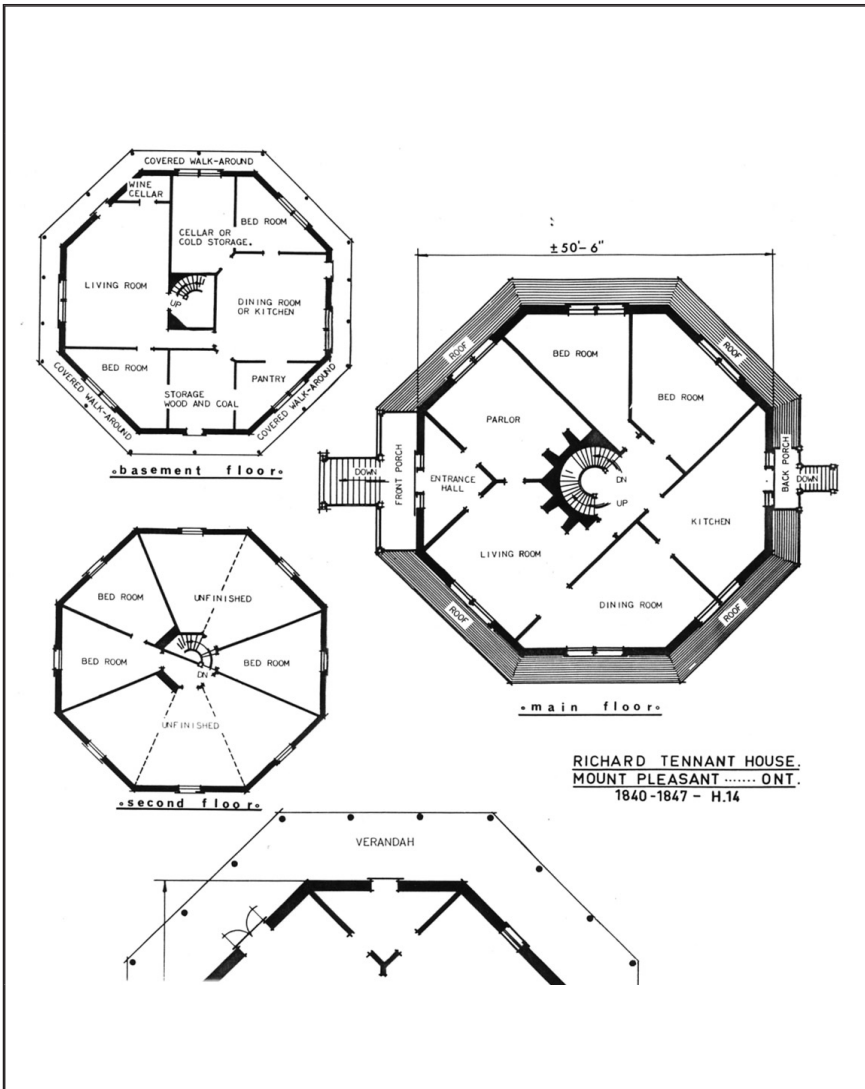 COVERED WALK-AROUND
WINE
CELLAR
CELLAR OR
COLD STORAGE.
BED ROOM
LIVING ROOM
UP
DINING ROOM
OR KITCHEN
BED ROOM
STORAGE
WOOD AND COAL
PANTRY
COVERED WALK-AROUND
COVERED WALK-AROUND
basement floor
±50'-6"
ROOF
BED ROOM
ROOF
BED ROOM
PARLOR
DOWN
FRONT PORCH
ENTRANCE
HALL
DN
UP
KITCHEN
BACK PORCH
DOWN
LIVING ROOM
DINING ROOM
ROOF
ROOF
main floor
BED ROOM
UNFINISHED
BED ROOM
BED ROOM
DN
UNFINISHED
second floor
RICHARD TENNANT HOUSE.
MOUNT PLEASANT ....... ONT.
1840-1847 - H.14
VERANDAH